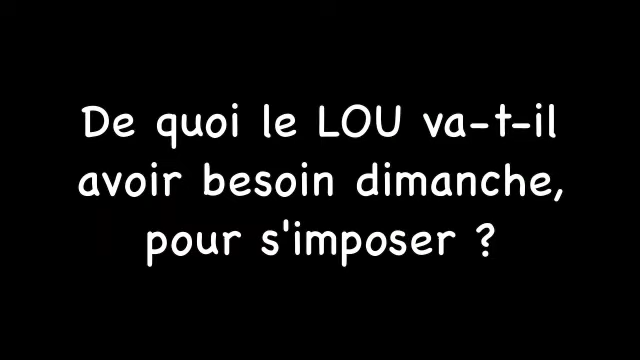 De quoi le LOU va-t-il
avoir besoin dimanche,
pour s'imposer ?